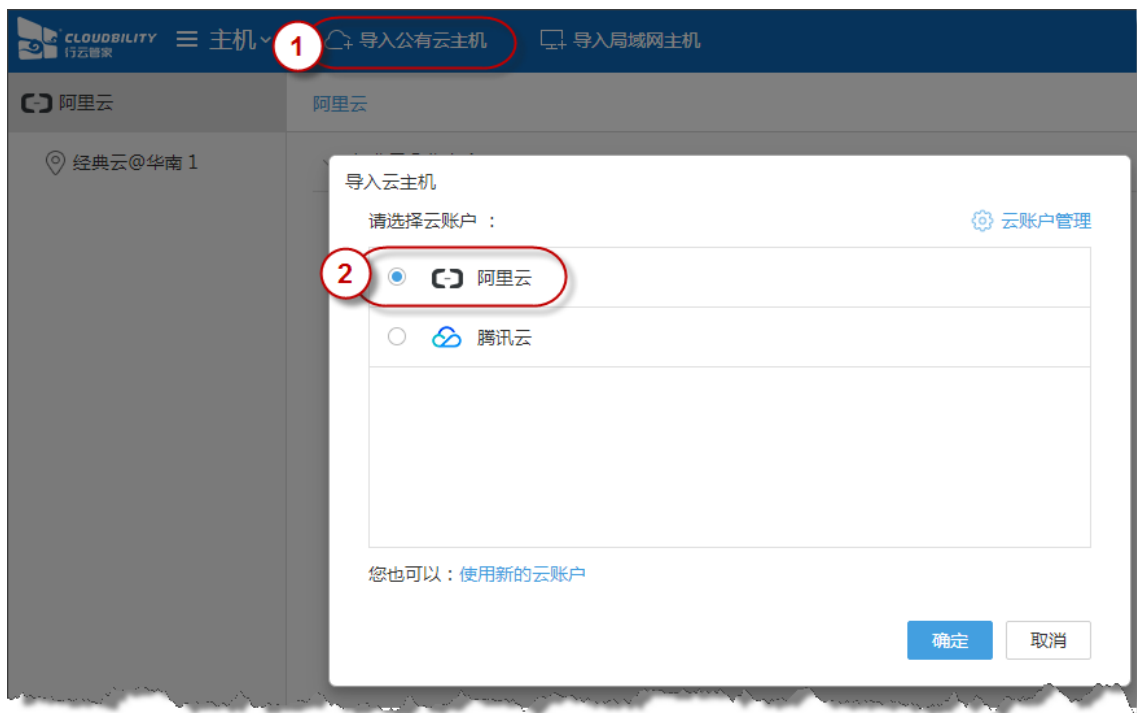 CLOUDBILITY
行云管家
主机
1
导入公有云主机
导入局域网主机
阿里云
阿里云
经典云@华南 1
导入云主机
请选择云账户 ：
云账户管理
2
阿里云
腾讯云
您也可以：使用新的云账户
确定
取消